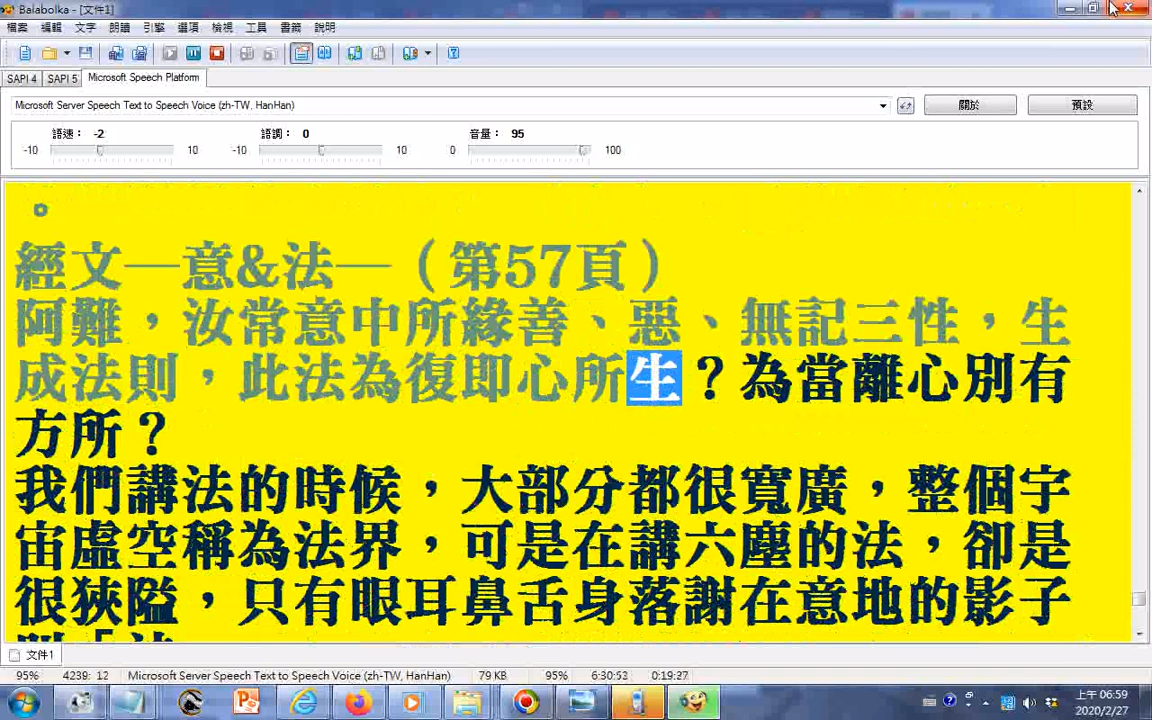 Balabolka - [文件1]
檔案 編輯 文字 朗讀 引擎 選項 檢視 工具 書籤 說明
SAPI 4 SAPI 5 Microsoft Speech Platform
Microsoft Server Speech Text to Speech Voice (zh-TW, HanHan) 關於 預設
語速： -2 語調： 0 音量： 95
-10 10 -10 10 0 100
。
經文—意&法—（第57頁）
阿難，汝常意中所緣善、惡、無記三性，生
成法則，此法為復即心所生？為當離心別有
方所？
我們講法的時候，大部分都很寬廣，整個宇
宙虛空稱為法界，可是在講六塵的法，卻是
很狹隘，只有眼耳鼻舌身落謝在意地的影子
文件1
95% 4239: 12 Microsoft Server Speech Text to Speech Voice (zh-TW, HanHan) 79 KB 95% 6:30:53 0:19:27
上午 06:59
2020/2/27